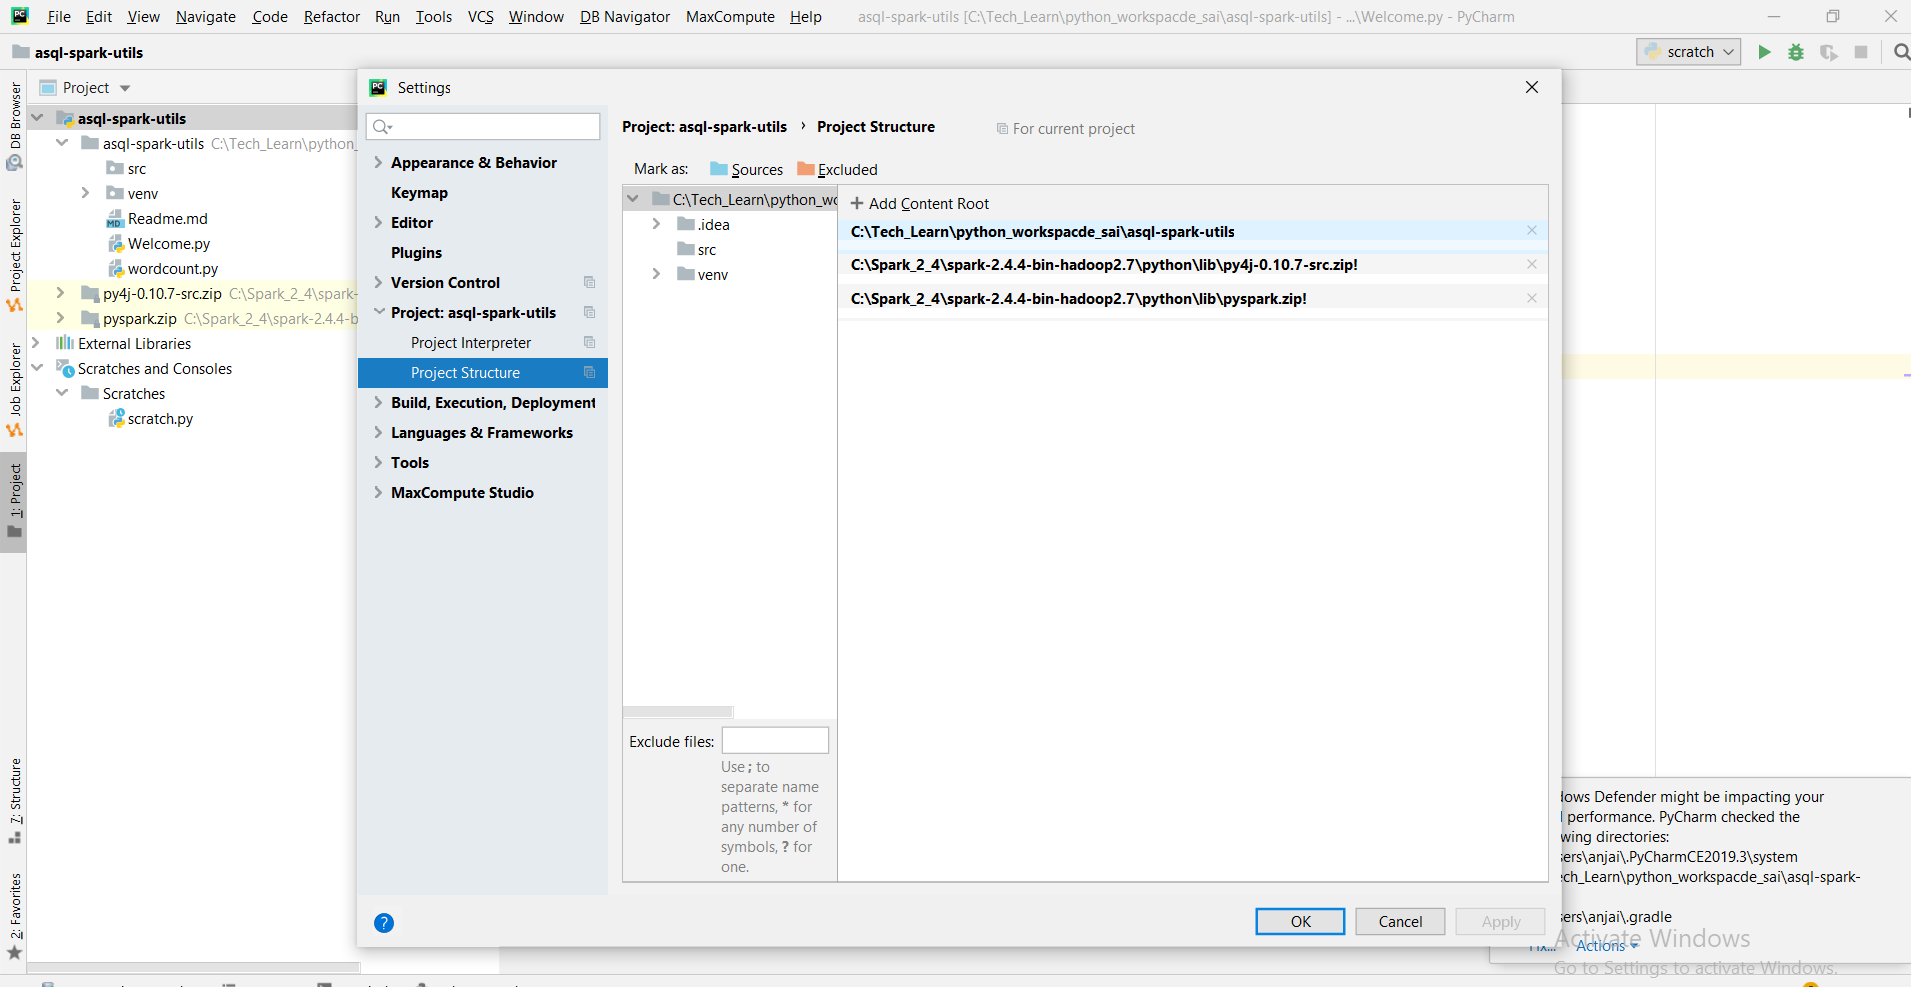 File Edit View Navigate Code Refactor Run Tools VCS Window DB Navigator MaxCompute Help asql-spark-utils [C:\Tech_Learn\python_workspacde_sai\asql-spark-utils] - ...\Welcome.py - PyCharm
asql-spark-utils
scratch
DB Browser
Project Explorer
Job Explorer
1: Project
7: Structure
2: Favorites
Project
asql-spark-utils
asql-spark-utils C:\Tech_Learn\python_
src
venv
Readme.md
Welcome.py
wordcount.py
py4j-0.10.7-src.zip C:\Spark_2_4\spark-
pyspark.zip C:\Spark_2_4\spark-2.4.4-b
External Libraries
Scratches and Consoles
Scratches
scratch.py
Settings
Appearance & Behavior
Keymap
Editor
Plugins
Version Control
Project: asql-spark-utils
Project Interpreter
Project Structure
Build, Execution, Deployment
Languages & Frameworks
Tools
MaxCompute Studio
Project: asql-spark-utils › Project Structure For current project
Mark as: Sources Excluded
C:\Tech_Learn\python_wo
.idea
src
venv
Exclude files:
Use ; to
separate name
patterns, * for
any number of
symbols, ? for
one.
+ Add Content Root
C:\Tech_Learn\python_workspacde_sai\asql-spark-utils
C:\Spark_2_4\spark-2.4.4-bin-hadoop2.7\python\lib\py4j-0.10.7-src.zip!
C:\Spark_2_4\spark-2.4.4-bin-hadoop2.7\python\lib\pyspark.zip!
?
OK Cancel Apply
dows Defender might be impacting your
performance. PyCharm checked the
wing directories:
sers\anjai\.PyCharmCE2019.3\system
ech_Learn\python_workspacde_sai\asql-spark-
sers\anjai\.gradle
Actions
Activate Windows
Go to Settings to activate Windows.